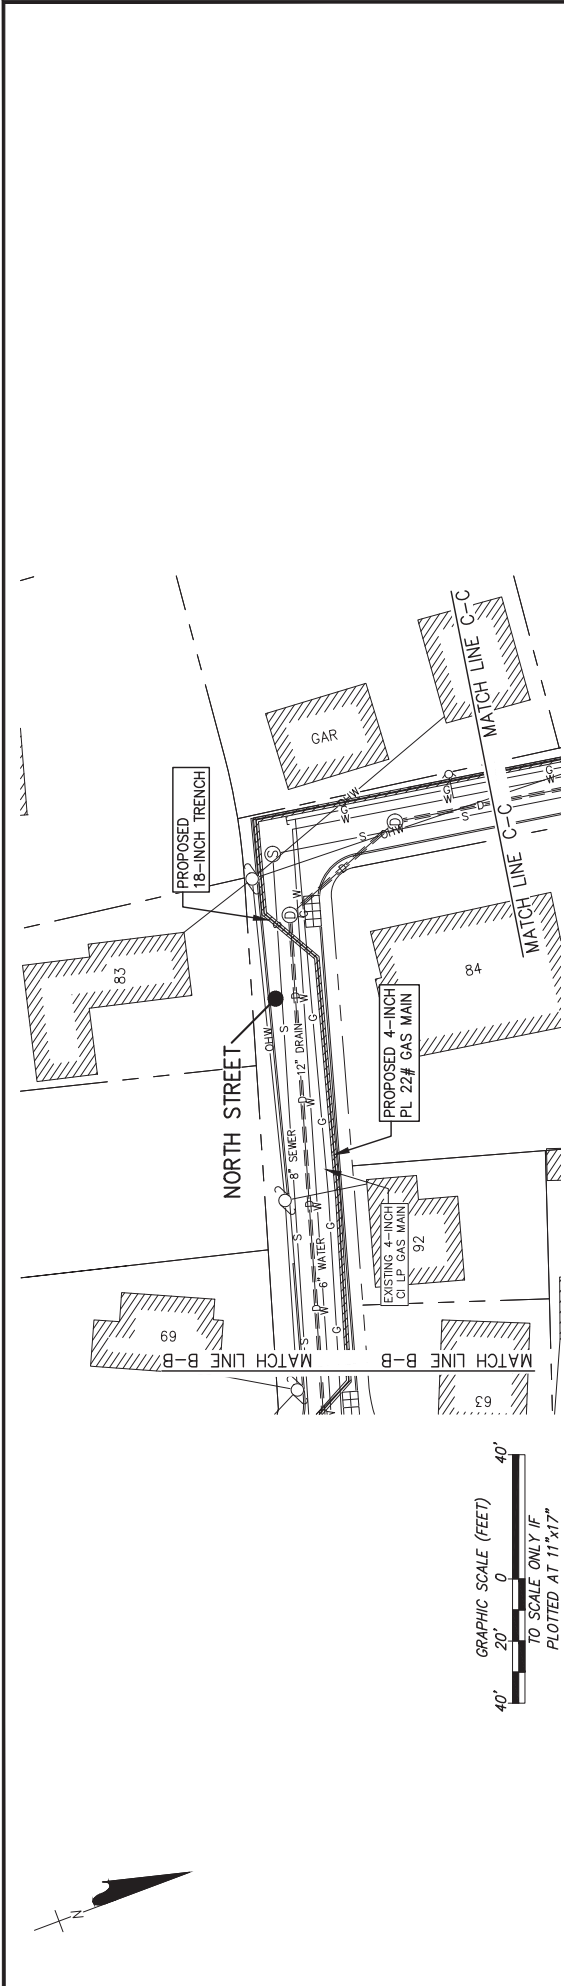 PROPOSED
18-INCH TRENCH
GAR
MATCH LINE C-C
MATCH LINE C-C
83
84
NORTH STREET
OHW
OHW
OHW
12" DRAIN
8" SEWER
6" WATER
PROPOSED 4-INCH
PL 22# GAS MAIN
EXISTING 4-INCH
CI LP GAS MAIN
92
69
63
MATCH LINE B-B
MATCH LINE B-B
GRAPHIC SCALE (FEET)
40' 20' 0 40'
TO SCALE ONLY IF
PLOTTED AT 11"x17"
N